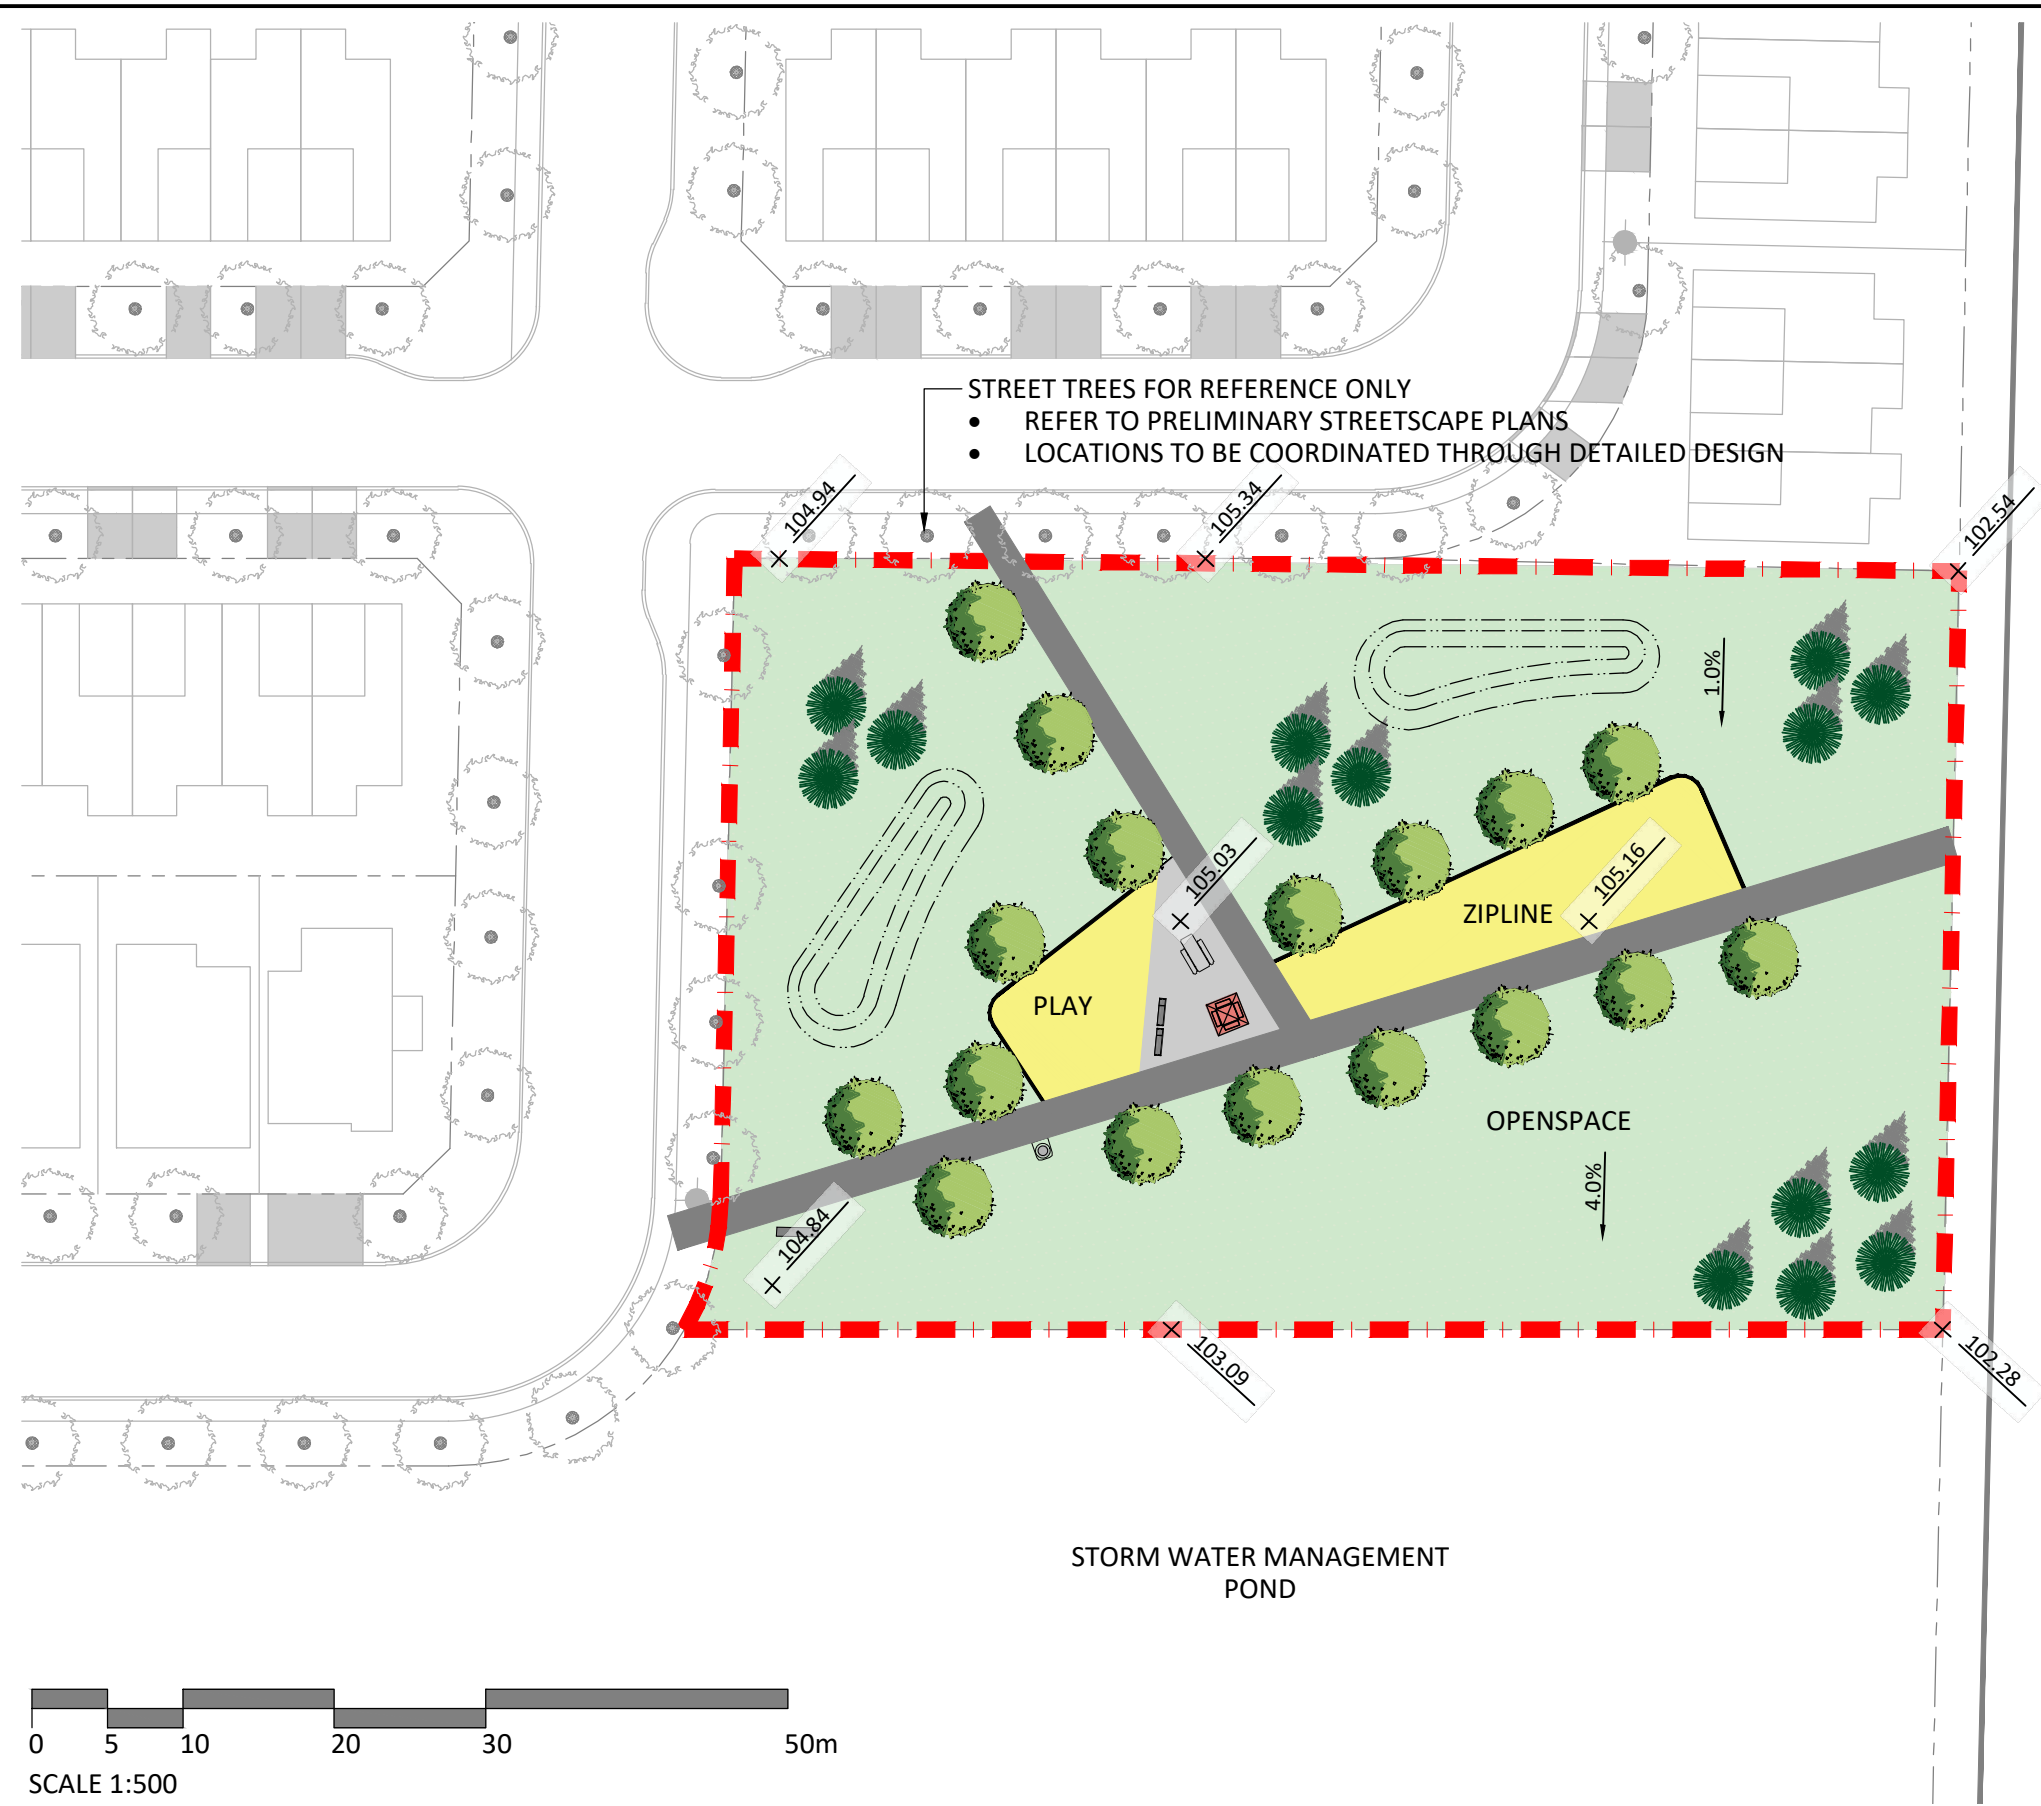 STREET TREES FOR REFERENCE ONLY
• REFER TO PRELIMINARY STREETSCAPE PLANS
• LOCATIONS TO BE COORDINATED THROUGH DETAILED DESIGN
104.94
105.34
102.54
1.0%
105.03
105.16
ZIPLINE
PLAY
OPENSPACE
4.0%
104.84
103.09
102.28
STORM WATER MANAGEMENT
POND
0 5 10 20 30 50m
SCALE 1:500